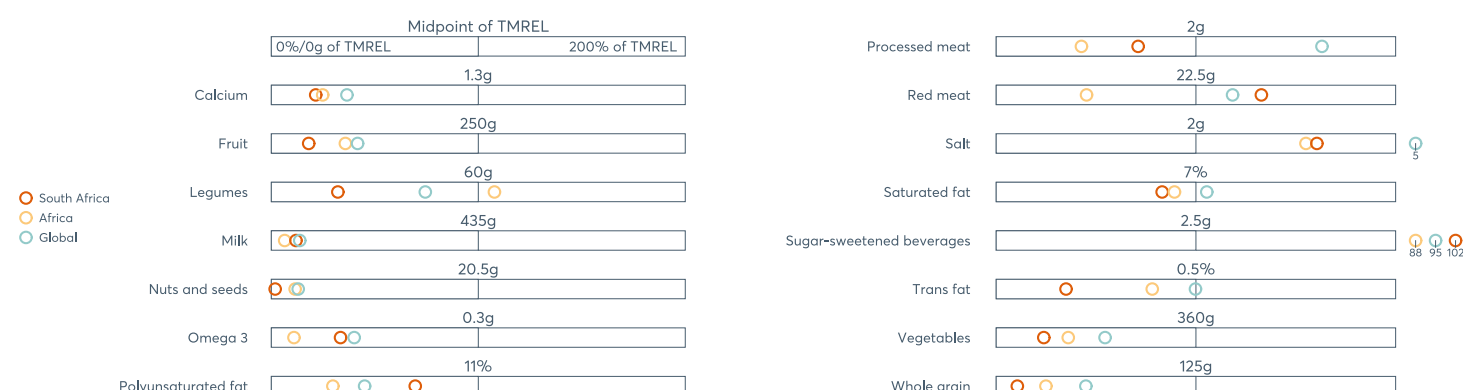 Midpoint of TMREL
0%/0g of TMREL 200% of TMREL
1.3g
Calcium
250g
Fruit
60g
Legumes
435g
Milk
20.5g
Nuts and seeds
0.3g
Omega 3
11%
Polyunsaturated fat
South Africa
Africa
Global
2g
Processed meat
22.5g
Red meat
2g
Salt
5
7%
Saturated fat
2.5g
Sugar-sweetened beverages
88 95 102
0.5%
Trans fat
360g
Vegetables
125g
Whole grain